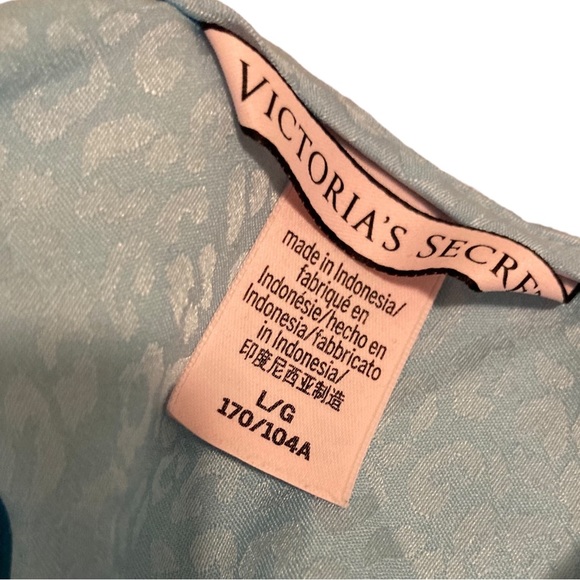 VICTORIA'S SECRE
made in Indonesia/
fabriqué en
Indonésie/hecho en
Indonesia/fabbricato
in Indonesia/
印度尼西亚制造
L/G
170/104A